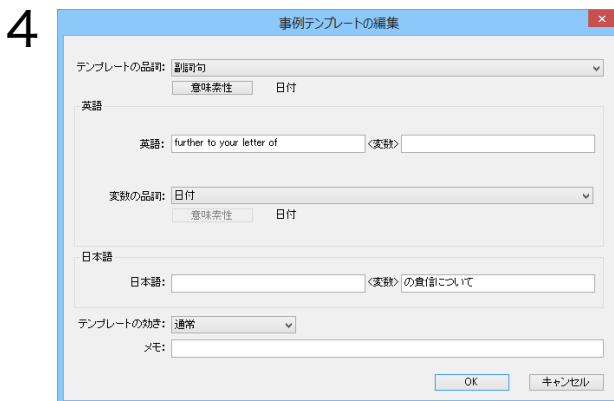 4
事例テンプレートの編集
×
テンプレートの品詞: 副詞句
意味素性 日付
英語
英語: further to your letter of <変数>
変数の品詞: 日付
意味素性 日付
日本語
日本語: <変数> の貴信について
テンプレートの効き: 通常
メモ:
OK キャンセル